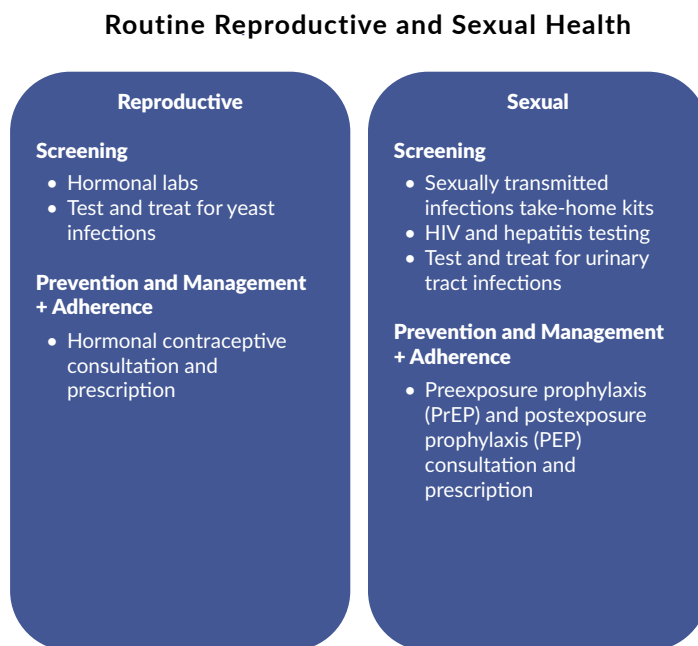 Routine Reproductive and Sexual Health
Reproductive
Screening
• Hormonal labs
• Test and treat for yeast
infections
Prevention and Management
+ Adherence
• Hormonal contraceptive
consultation and
prescription
Sexual
Screening
• Sexually transmitted
infections take-home kits
• HIV and hepatitis testing
• Test and treat for urinary
tract infections
Prevention and Management
+ Adherence
• Preexposure prophylaxis
(PrEP) and postexposure
prophylaxis (PEP)
consultation and
prescription